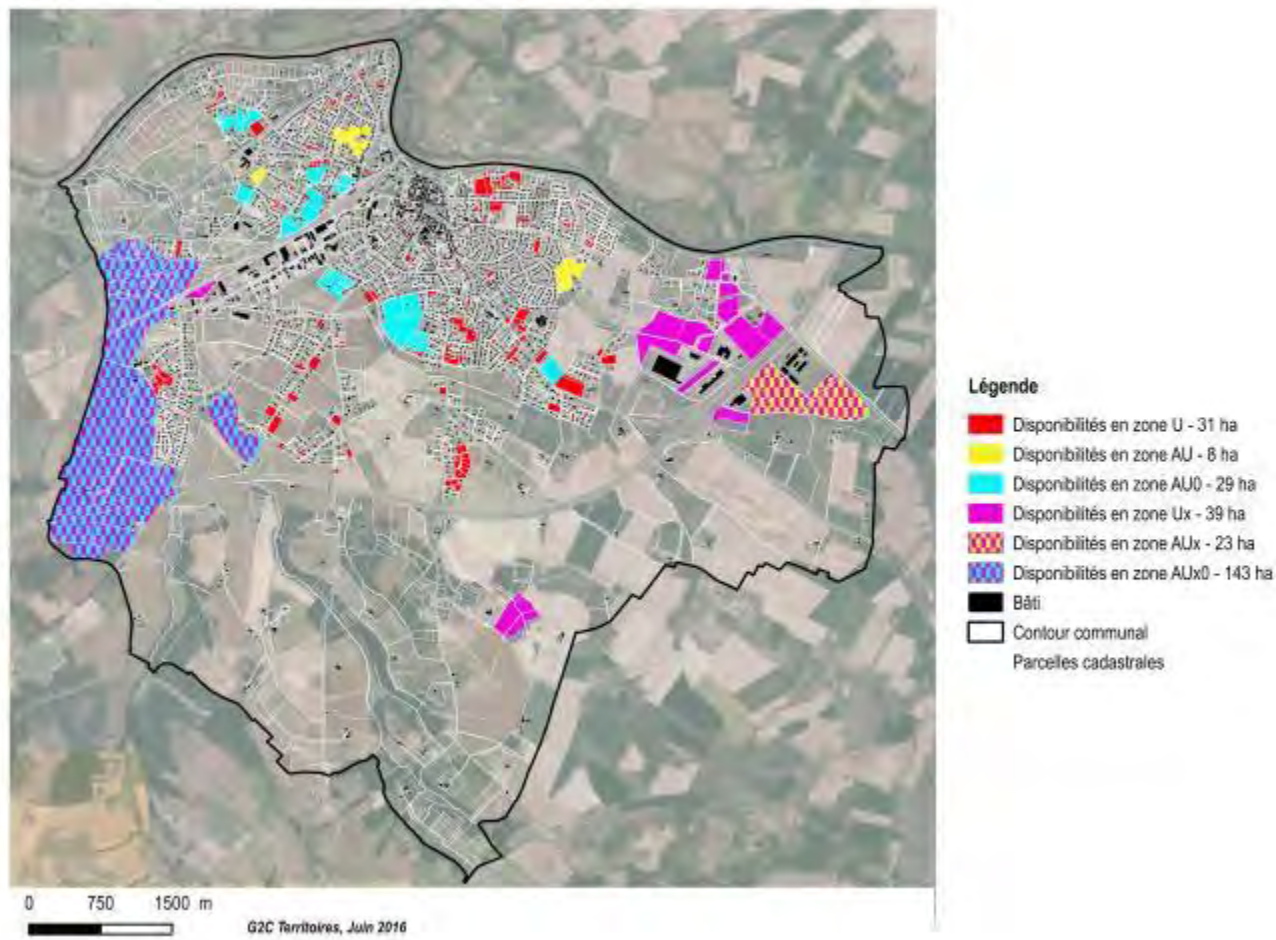 Légende
Disponibilités en zone U - 31 ha
Disponibilités en zone AU - 8 ha
Disponibilités en zone AU0 - 29 ha
Disponibilités en zone Ux - 39 ha
Disponibilités en zone AUx - 23 ha
Disponibilités en zone AUx0 - 143 ha
Bâti
Contour communal
Parcelles cadastrales
0 750 1500 m
G2C Territoires, Juin 2016